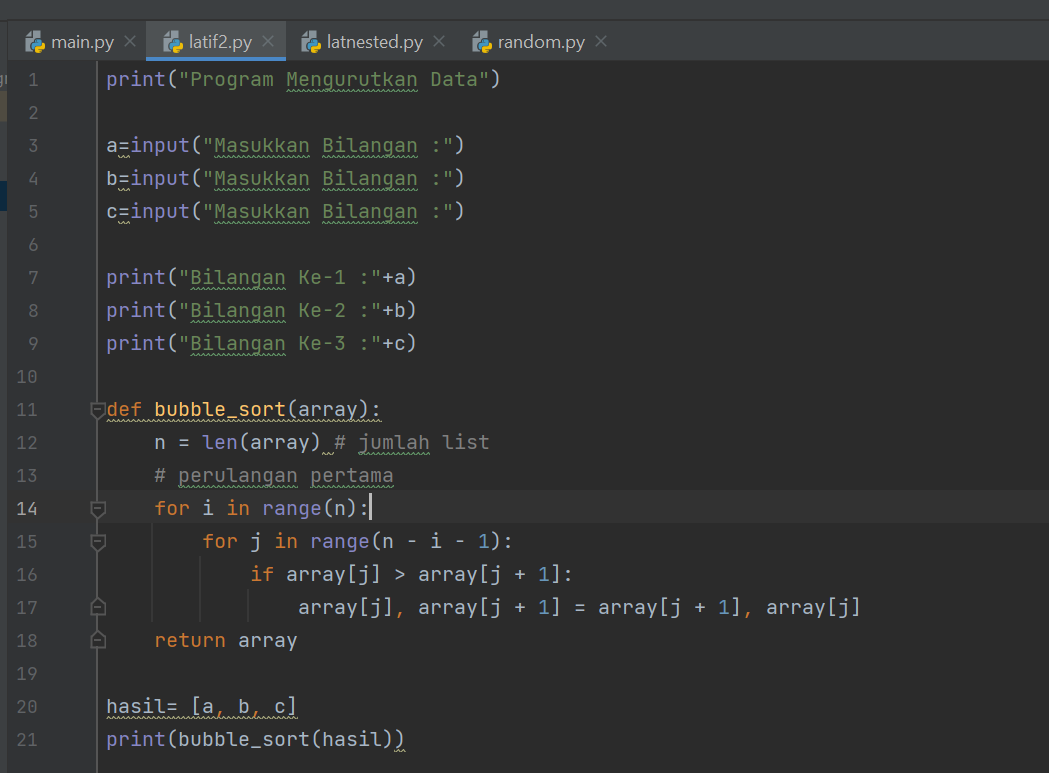 main.py latif2.py latnested.py random.py
1 print("Program Mengurutkan Data")
2
3 a=input("Masukkan Bilangan :")
4 b=input("Masukkan Bilangan :")
5 c=input("Masukkan Bilangan :")
6
7 print("Bilangan Ke-1 :"+a)
8 print("Bilangan Ke-2 :"+b)
9 print("Bilangan Ke-3 :"+c)
10
11 def bubble_sort(array):
12     n = len(array) # jumlah list
13     # perulangan pertama
14     for i in range(n):
15         for j in range(n - i - 1):
16             if array[j] > array[j + 1]:
17                 array[j], array[j + 1] = array[j + 1], array[j]
18     return array
19
20 hasil= [a, b, c]
21 print(bubble_sort(hasil))